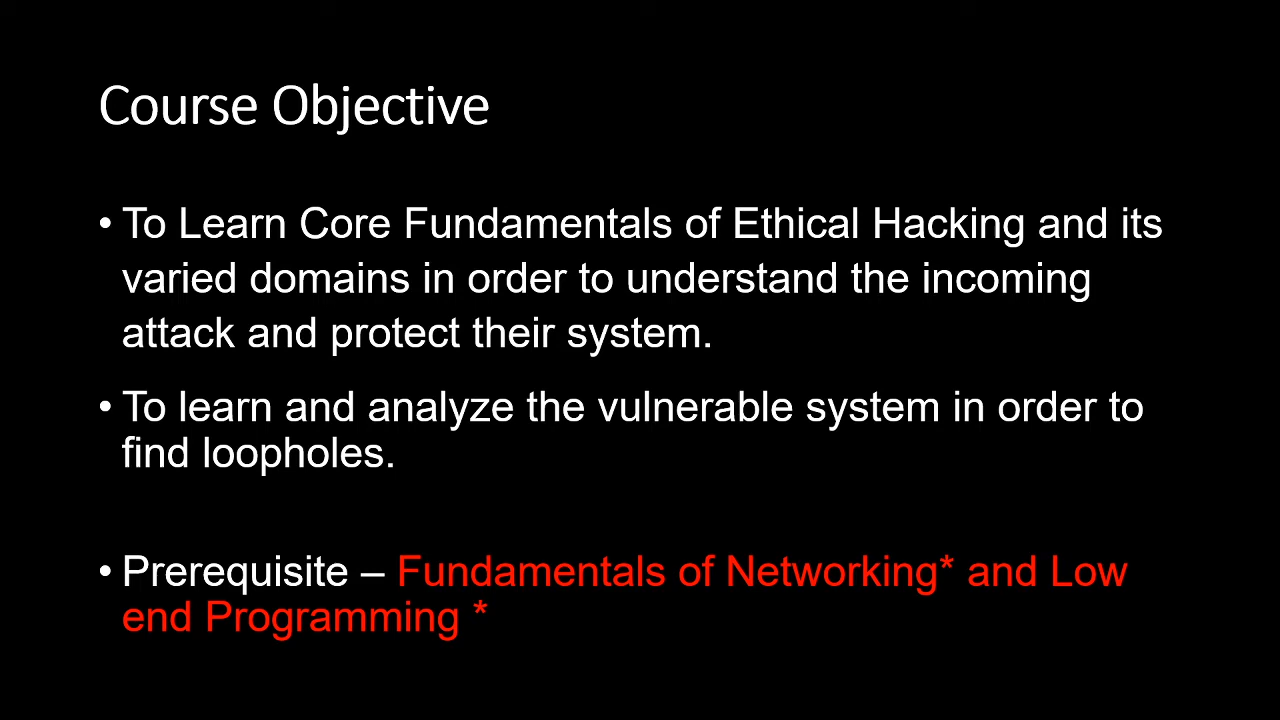 Course Objective
• To Learn Core Fundamentals of Ethical Hacking and its
varied domains in order to understand the incoming
attack and protect their system.
• To learn and analyze the vulnerable system in order to
find loopholes.
• Prerequisite – Fundamentals of Networking* and Low
end Programming *